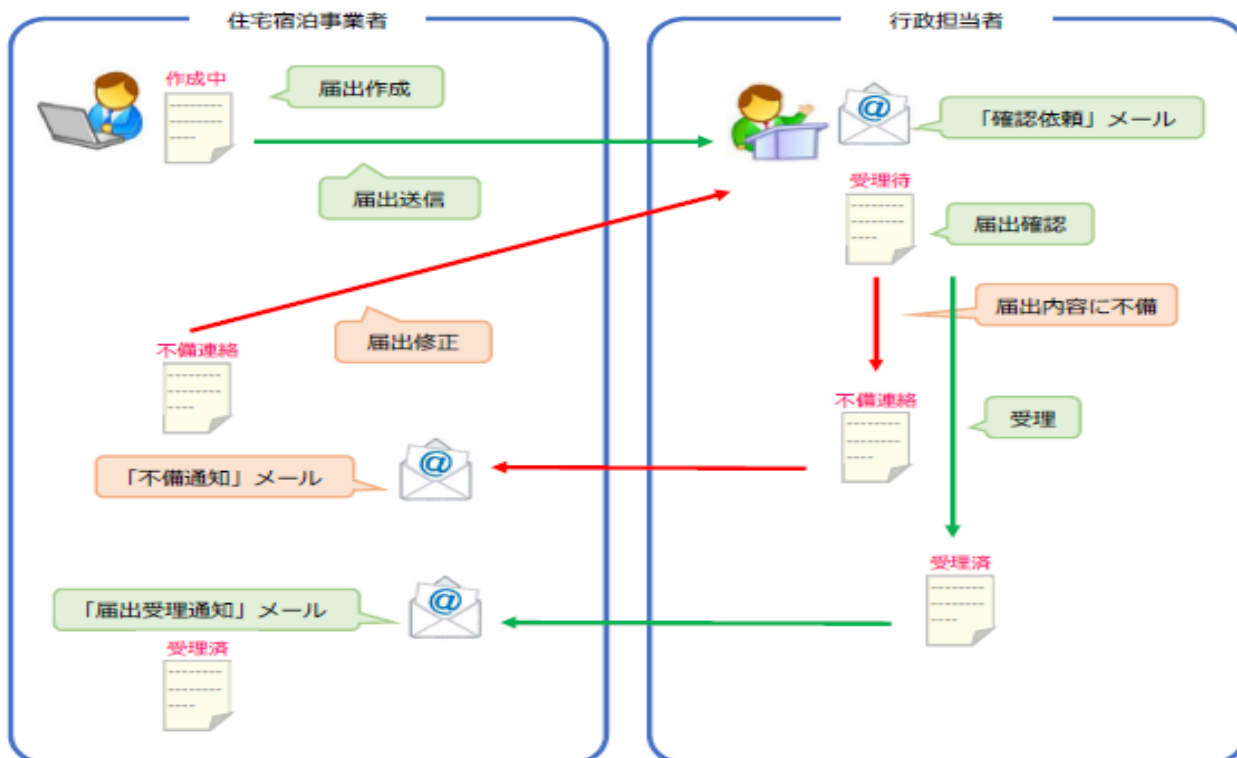 住宅宿泊事業者
行政担当者
作成中
届出作成
「確認依頼」メール
届出送信
受理待
届出確認
届出内容に不備
届出修正
不備連絡
不備連絡
受理
「不備通知」メール
受理済
「届出受理通知」メール
受理済